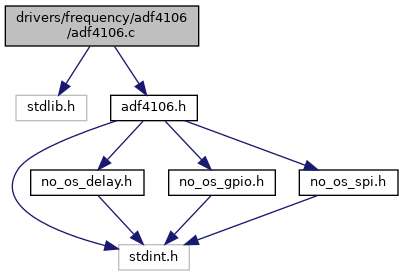 drivers/frequency/adf4106
/adf4106.c
stdlib.h
adf4106.h
no_os_delay.h
no_os_gpio.h
no_os_spi.h
stdint.h